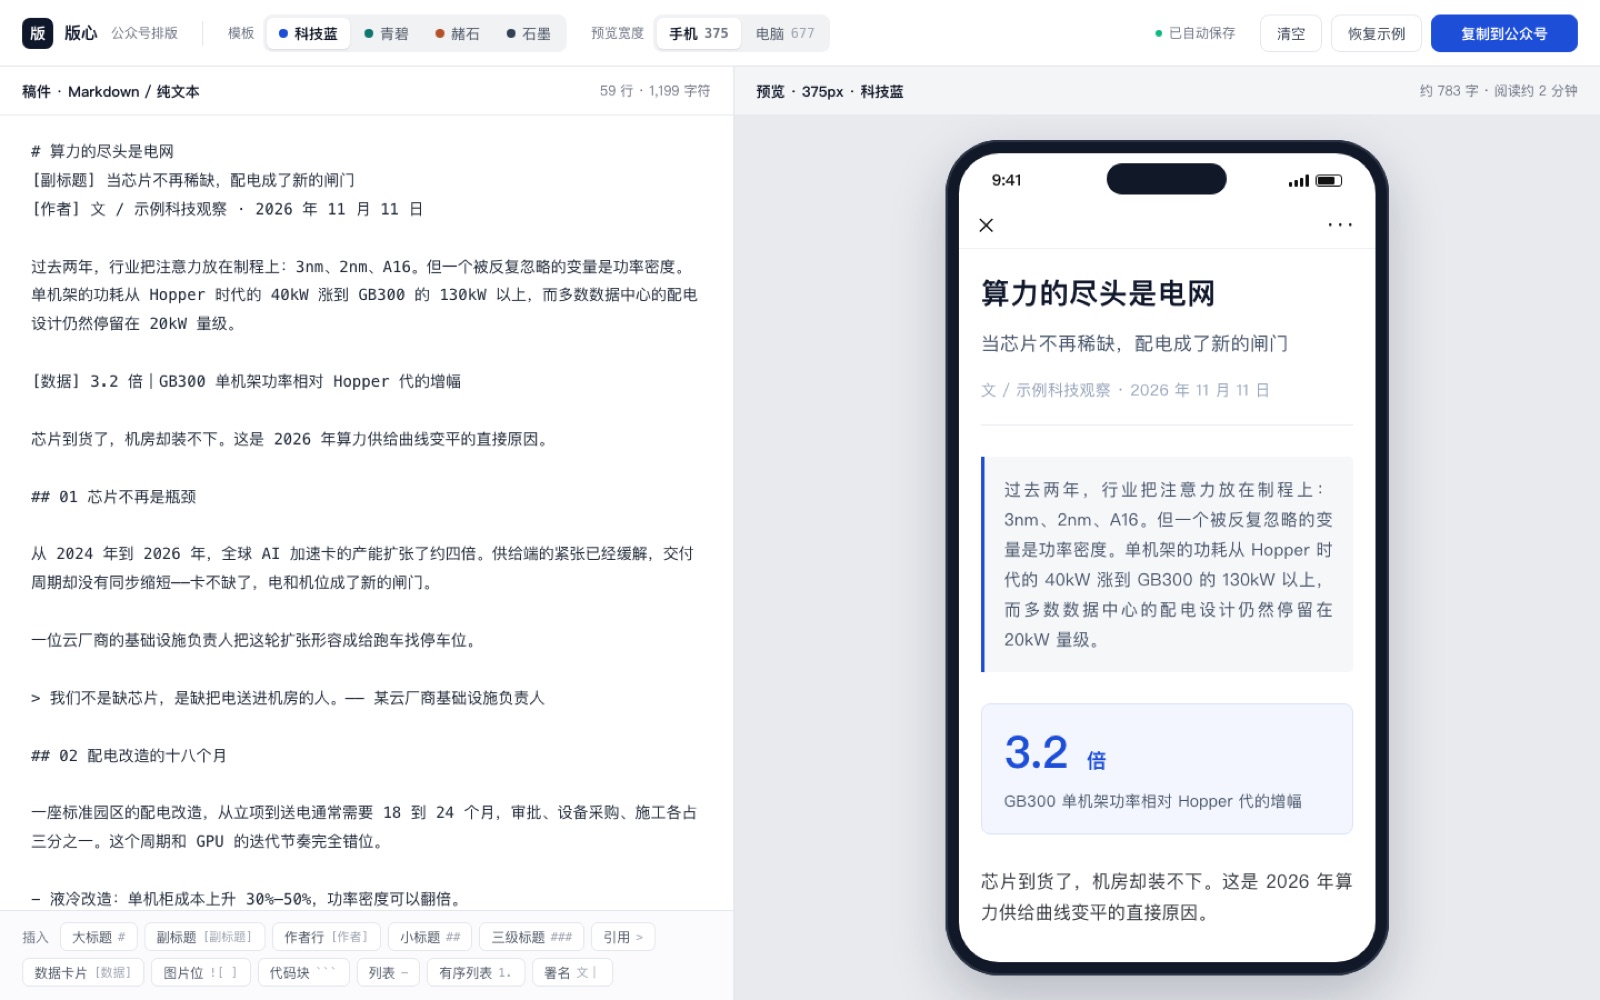 版 版心 公众号排版 模板 科技蓝 青碧 赭石 石墨 预览宽度 手机 375 电脑 677 已自动保存 清空 恢复示例 复制到公众号
稿件 · Markdown / 纯文本 59 行 · 1,199 字符
# 算力的尽头是电网
[副标题] 当芯片不再稀缺，配电成了新的闸门
[作者] 文 / 示例科技观察 · 2026 年 11 月 11 日
过去两年，行业把注意力放在制程上：3nm、2nm、A16。但一个被反复忽略的变量是功率密度。
单机架的功耗从 Hopper 时代的 40kW 涨到 GB300 的 130kW 以上，而多数数据中心的配电
设计仍然停留在 20kW 量级。
[数据] 3.2 倍｜GB300 单机架功率相对 Hopper 代的增幅
芯片到货了，机房却装不下。这是 2026 年算力供给曲线变平的直接原因。
## 01 芯片不再是瓶颈
从 2024 年到 2026 年，全球 AI 加速卡的产能扩张了约四倍。供给端的紧张已经缓解，交付
周期却没有同步缩短——卡不缺了，电和机位成了新的闸门。
一位云厂商的基础设施负责人把这轮扩张形容成给跑车找停车位。
> 我们不是缺芯片，是缺把电送进机房的人。—— 某云厂商基础设施负责人
## 02 配电改造的十八个月
一座标准园区的配电改造，从立项到送电通常需要 18 到 24 个月，审批、设备采购、施工各占
三分之一。这个周期和 GPU 的迭代节奏完全错位。
- 液冷改造：单机柜成本上升 30%—50%，功率密度可以翻倍。
插入 大标题 # 副标题 [副标题] 作者行 [作者] 小标题 ## 三级标题 ### 引用 >
数据卡片 [数据] 图片位 ![ ] 代码块 ``` 列表 - 有序列表 1. 署名 文｜
预览 · 375px · 科技蓝 约 783 字 · 阅读约 2 分钟
9:41
算力的尽头是电网
当芯片不再稀缺，配电成了新的闸门
文 / 示例科技观察 · 2026 年 11 月 11 日
过去两年，行业把注意力放在制程上：
3nm、2nm、A16。但一个被反复忽略的变
量是功率密度。单机架的功耗从 Hopper 时
代的 40kW 涨到 GB300 的 130kW 以上，
而多数数据中心的配电设计仍然停留在
20kW 量级。
3.2 倍
GB300 单机架功率相对 Hopper 代的增幅
芯片到货了，机房却装不下。这是 2026 年算
力供给曲线变平的直接原因。